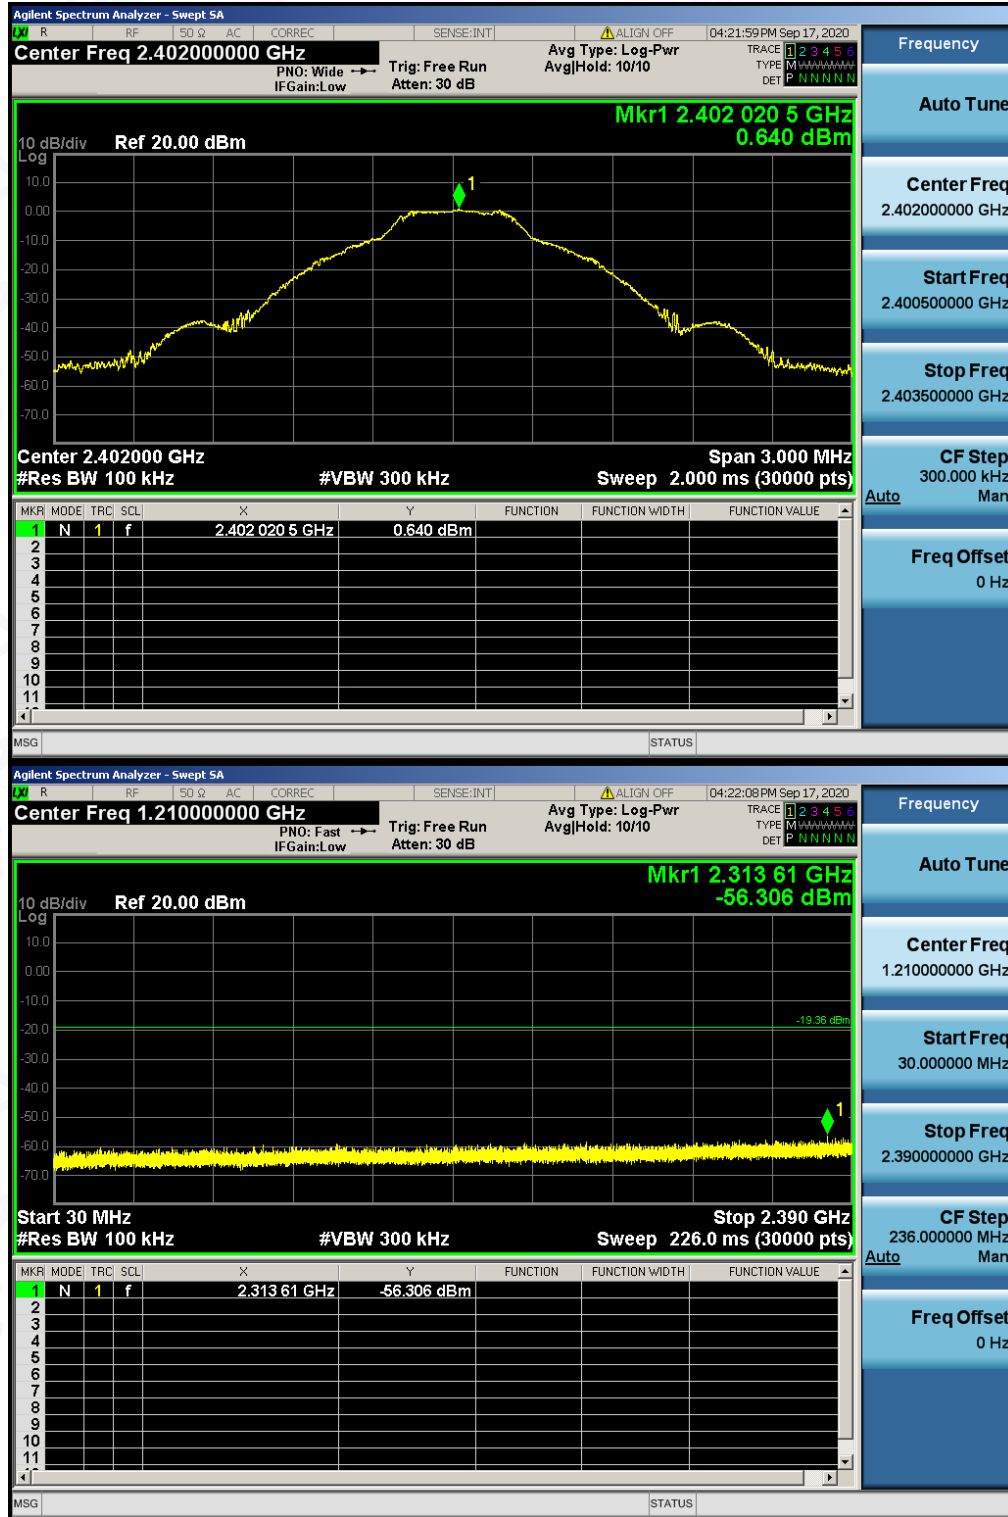 Agilent Spectrum Analyzer - Swept SA
LXI R RF 50 Ω AC CORREC SENSE:INT ALIGN OFF 04:21:59 PM Sep 17, 2020
Center Freq 2.402000000 GHz
PNO: Wide
IFGain:Low
Trig: Free Run
Atten: 30 dB
Avg Type: Log-Pwr
Avg|Hold: 10/10
TRACE 1 2 3 4 5 6
TYPE M WWWWW
DET P N N N N N
Mkr1 2.402 020 5 GHz
0.640 dBm
10 dB/div Ref 20.00 dBm
Log
10.0
0.00
-10.0
-20.0
-30.0
-40.0
-50.0
-60.0
-70.0
1
Center 2.402000 GHz Span 3.000 MHz
#Res BW 100 kHz #VBW 300 kHz Sweep 2.000 ms (30000 pts)
MKR MODE TRC SCL X Y FUNCTION FUNCTION WIDTH FUNCTION VALUE
1 N 1 f 2.402 020 5 GHz 0.640 dBm
2
3
4
5
6
7
8
9
10
11
MSG STATUS
Frequency
Auto Tune
Center Freq
2.402000000 GHz
Start Freq
2.400500000 GHz
Stop Freq
2.403500000 GHz
CF Step
300.000 kHz
Auto Man
Freq Offset
0 Hz
Agilent Spectrum Analyzer - Swept SA
LXI R RF 50 Ω AC CORREC SENSE:INT ALIGN OFF 04:22:08 PM Sep 17, 2020
Center Freq 1.210000000 GHz
PNO: Fast
IFGain:Low
Trig: Free Run
Atten: 30 dB
Avg Type: Log-Pwr
Avg|Hold: 10/10
TRACE 1 2 3 4 5 6
TYPE M WWWWW
DET P N N N N N
Mkr1 2.313 61 GHz
-56.306 dBm
10 dB/div Ref 20.00 dBm
Log
10.0
0.00
-10.0
-20.0
-30.0
-40.0
-50.0
-60.0
-70.0
-19.36 dBm
1
Start 30 MHz Stop 2.390 GHz
#Res BW 100 kHz #VBW 300 kHz Sweep 226.0 ms (30000 pts)
MKR MODE TRC SCL X Y FUNCTION FUNCTION WIDTH FUNCTION VALUE
1 N 1 f 2.313 61 GHz -56.306 dBm
2
3
4
5
6
7
8
9
10
11
MSG STATUS
Frequency
Auto Tune
Center Freq
1.210000000 GHz
Start Freq
30.000000 MHz
Stop Freq
2.390000000 GHz
CF Step
236.000000 MHz
Auto Man
Freq Offset
0 Hz